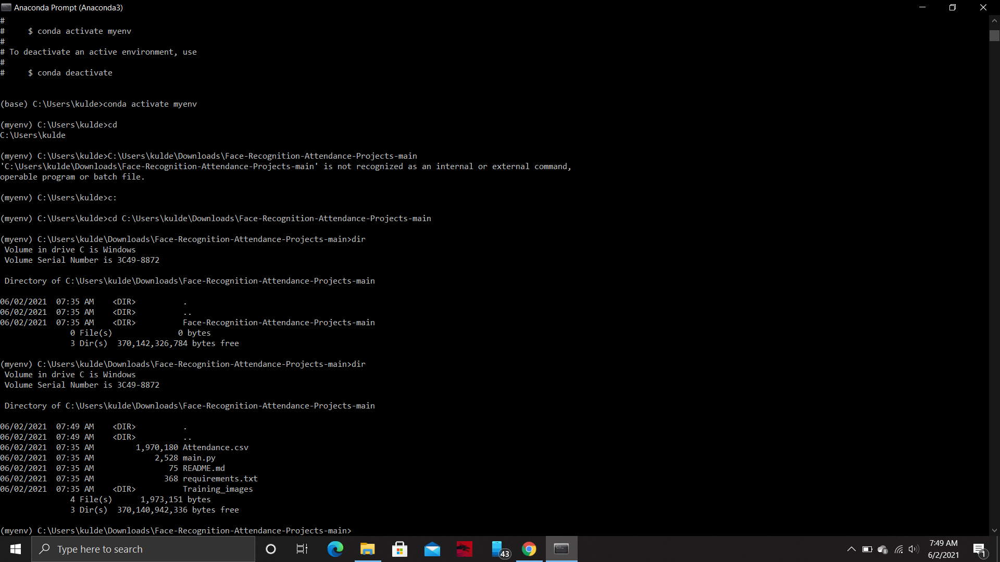 Anaconda Prompt (Anaconda3)
#
#     $ conda activate myenv
#
# To deactivate an active environment, use
#
#     $ conda deactivate
(base) C:\Users\kulde>conda activate myenv
(myenv) C:\Users\kulde>cd
C:\Users\kulde
(myenv) C:\Users\kulde>C:\Users\kulde\Downloads\Face-Recognition-Attendance-Projects-main
'C:\Users\kulde\Downloads\Face-Recognition-Attendance-Projects-main' is not recognized as an internal or external command,
operable program or batch file.
(myenv) C:\Users\kulde>c:
(myenv) C:\Users\kulde>cd C:\Users\kulde\Downloads\Face-Recognition-Attendance-Projects-main
(myenv) C:\Users\kulde\Downloads\Face-Recognition-Attendance-Projects-main>dir
 Volume in drive C is Windows
 Volume Serial Number is 3C49-8872
 Directory of C:\Users\kulde\Downloads\Face-Recognition-Attendance-Projects-main
06/02/2021  07:35 AM    <DIR>          .
06/02/2021  07:35 AM    <DIR>          ..
06/02/2021  07:35 AM    <DIR>          Face-Recognition-Attendance-Projects-main
               0 File(s)              0 bytes
               3 Dir(s)  370,142,326,784 bytes free
(myenv) C:\Users\kulde\Downloads\Face-Recognition-Attendance-Projects-main>dir
 Volume in drive C is Windows
 Volume Serial Number is 3C49-8872
 Directory of C:\Users\kulde\Downloads\Face-Recognition-Attendance-Projects-main
06/02/2021  07:49 AM    <DIR>          .
06/02/2021  07:49 AM    <DIR>          ..
06/02/2021  07:35 AM         1,970,180 Attendance.csv
06/02/2021  07:35 AM             2,528 main.py
06/02/2021  07:35 AM                75 README.md
06/02/2021  07:35 AM               368 requirements.txt
06/02/2021  07:35 AM    <DIR>          Training_images
               4 File(s)      1,973,151 bytes
               3 Dir(s)  370,140,942,336 bytes free
(myenv) C:\Users\kulde\Downloads\Face-Recognition-Attendance-Projects-main>
Type here to search
43
7:49 AM
6/2/2021
1